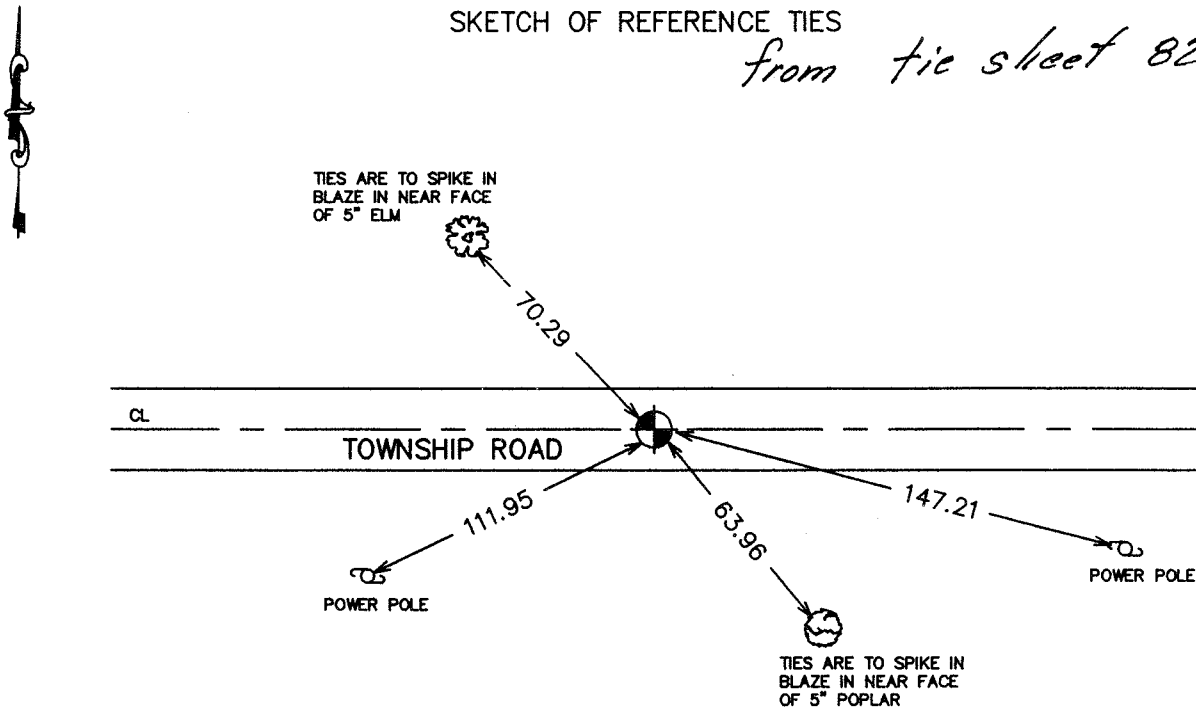 SKETCH OF REFERENCE TIES
from tie sheet 82
TIES ARE TO SPIKE IN
BLAZE IN NEAR FACE
OF 5" ELM
70.29
CL
TOWNSHIP ROAD
111.95
63.96
147.21
POWER POLE
POWER POLE
TIES ARE TO SPIKE IN
BLAZE IN NEAR FACE
OF 5" POPLAR